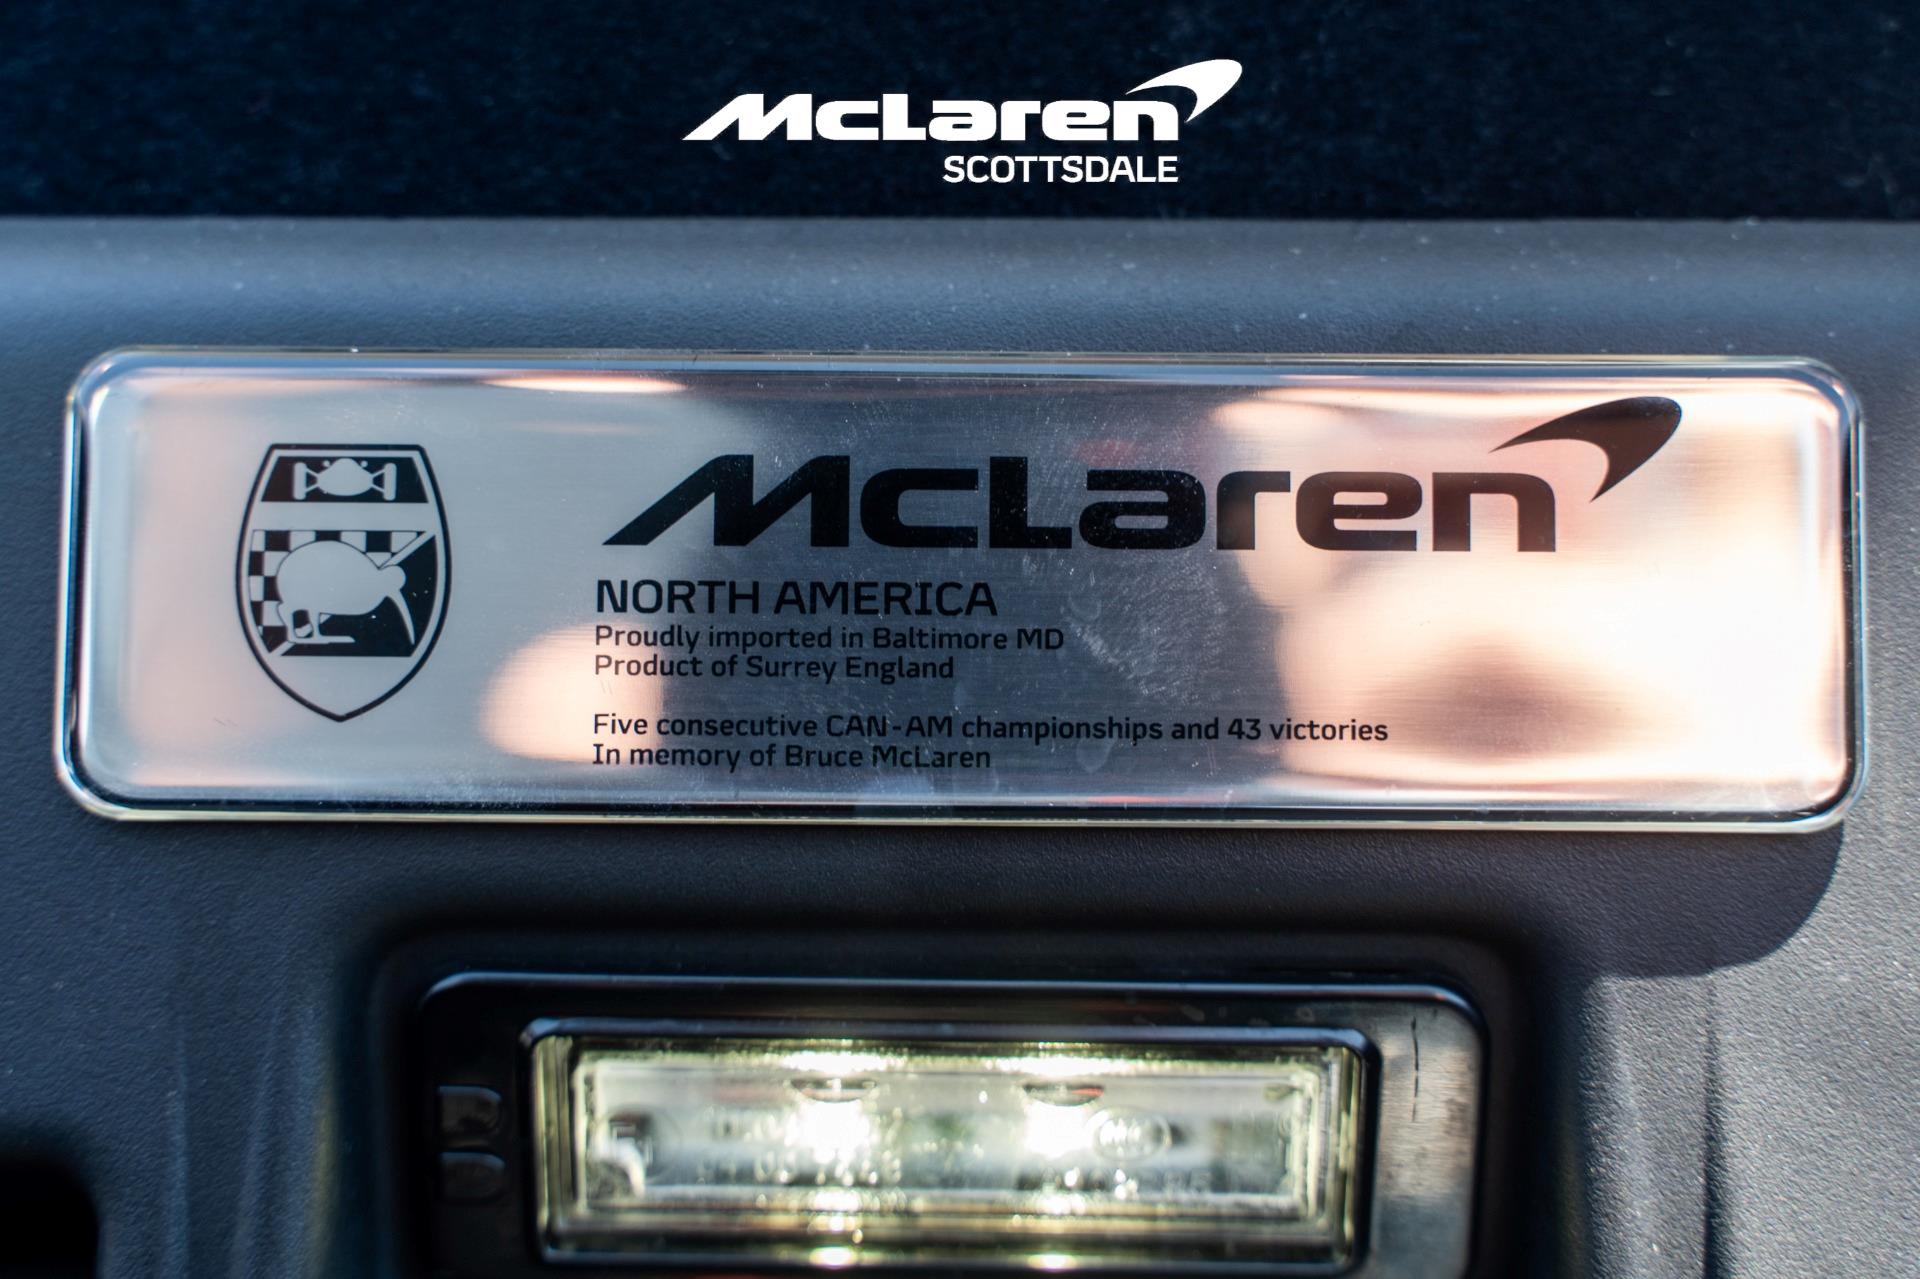 McLaren
SCOTTSDALE
McLaren
NORTH AMERICA
Proudly imported in Baltimore MD
Product of Surrey England
Five consecutive CAN-AM championships and 43 victories
In memory of Bruce McLaren